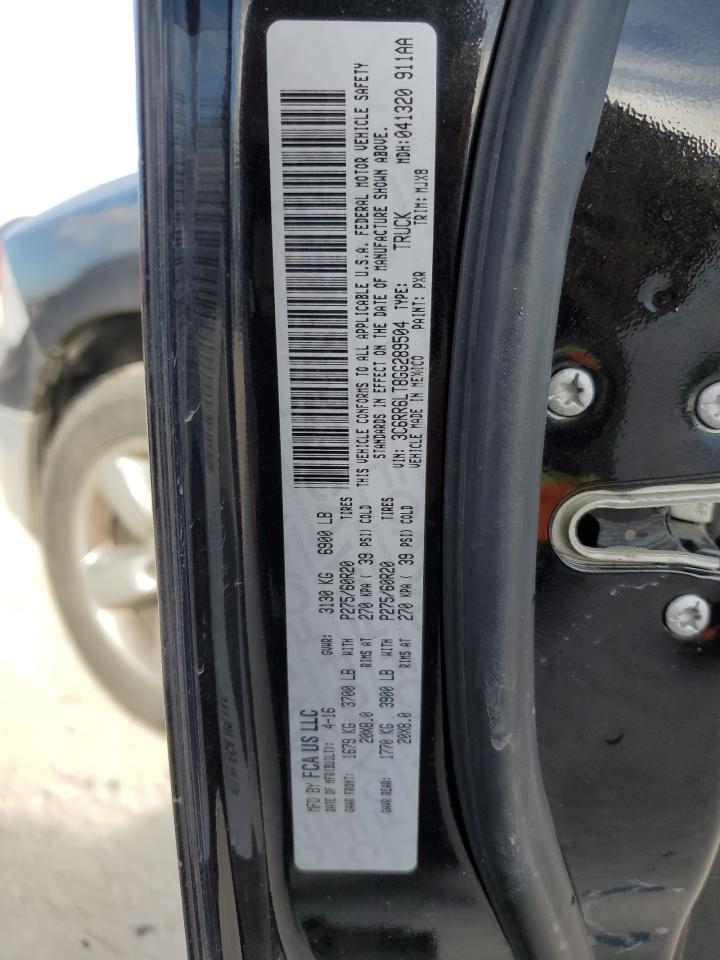 MFD BY FCA US LLC
DATE OF MFR(BUILT): 4-16 GVWR: 3130 KG 6900 LB
GAWR FRONT: 1679 KG 3700 LB WITH P275/60R20 TIRES
20X8.0 RIMS AT 270 KPA( 39 PSI) COLD
GAWR REAR: 1770 KG 3900 LB WITH P275/60R20 TIRES
20X8.0 RIMS AT 270 KPA( 39 PSI) COLD
THIS VEHICLE CONFORMS TO ALL APPLICABLE U.S.A. FEDERAL MOTOR VEHICLE SAFETY
STANDARDS IN EFFECT ON THE DATE OF MANUFACTURE SHOWN ABOVE.
VIN: 3C6RR6LT8GG289504 TYPE: TRUCK MDH:041320 911AA
VEHICLE MADE IN MEXICO PAINT: PXR TRIM: MJX8